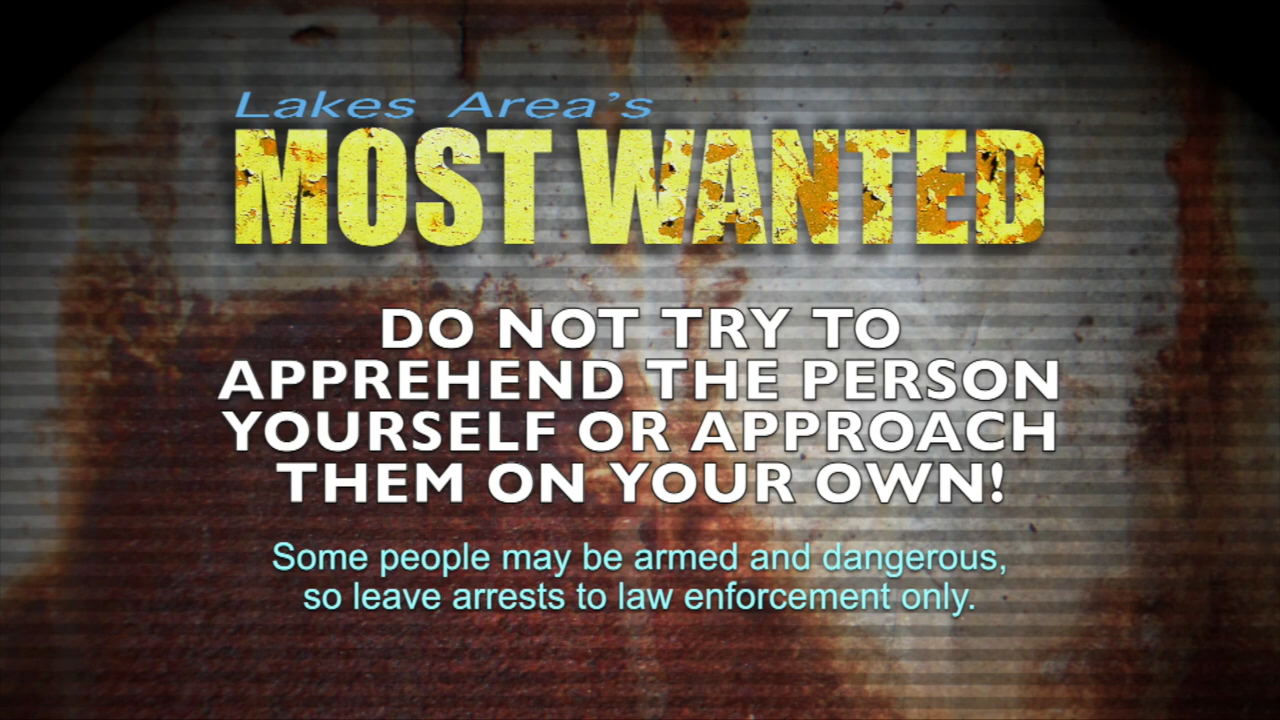 Lakes Area's
MOST WANTED
DO NOT TRY TO
APPREHEND THE PERSON
YOURSELF OR APPROACH
THEM ON YOUR OWN!
Some people may be armed and dangerous,
so leave arrests to law enforcement only.